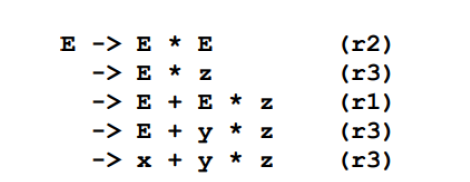 E -> E * E (r2)
-> E * z (r3)
-> E + E * z (r1)
-> E + y * z (r3)
-> x + y * z (r3)